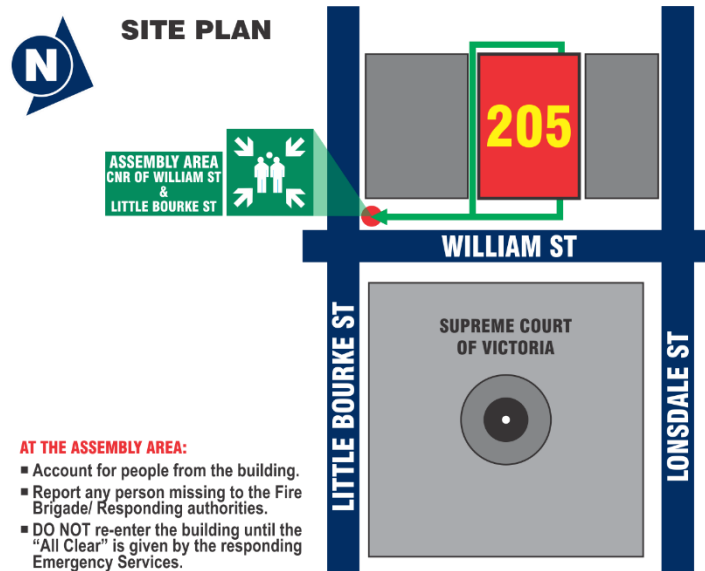 SITE PLAN
N
205
ASSEMBLY AREA
CNR OF WILLIAM ST
&
LITTLE BOURKE ST
WILLIAM ST
SUPREME COURT
OF VICTORIA
LITTLE BOURKE ST
LONSDALE ST
AT THE ASSEMBLY AREA:
▪ Account for people from the building.
▪ Report any person missing to the Fire
Brigade/ Responding authorities.
▪ DO NOT re-enter the building until the
“All Clear” is given by the responding
Emergency Services.